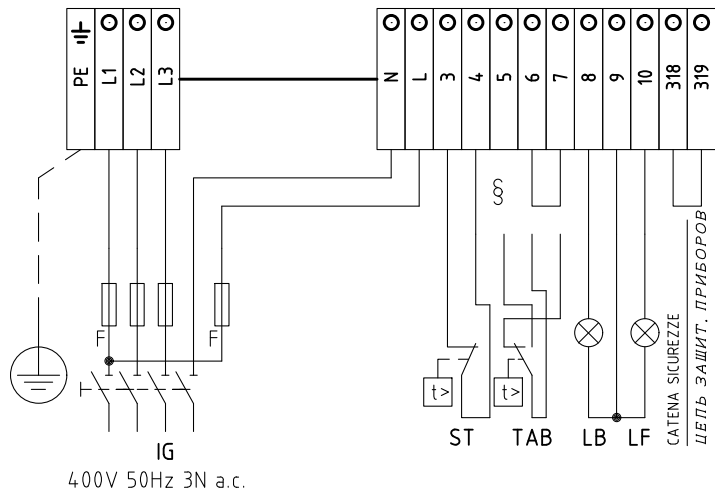 PE L1 L2 L3
N L 3 4 5 6 7 8 9 10 318 319
§
F F
t> t>
ST TAB LB LF
CATENA SICUREZZE
ЦЕПЬ ЗАЩИТ. ПРИБОРОВ
IG
400V 50Hz 3N a.c.